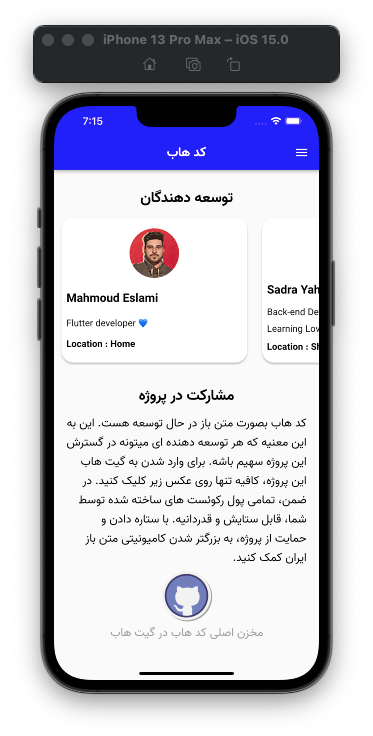 iPhone 13 Pro Max – iOS 15.0
7:15
کد هاب
توسعه دهندگان
Mahmoud Eslami
Flutter developer 💙
Location : Home
Sadra Yah
Back-end De
Learning Lov
Location : Sh
مشارکت در پروژه
کد هاب بصورت متن باز در حال توسعه هست. این به
این معنیه که هر توسعه دهنده ای میتونه در گسترش
این پروژه سهیم باشه. برای وارد شدن به گیت هاب
این پروژه، کافیه تنها روی عکس زیر کلیک کنید. در
ضمن، تمامی پول رکوئست های ساخته شده توسط
شما، قابل ستایش و قدردانیه. با ستاره دادن و
حمایت از پروژه، به بزرگتر شدن کامیونیتی متن باز
ایران کمک کنید.
مخزن اصلی کد هاب در گیت هاب